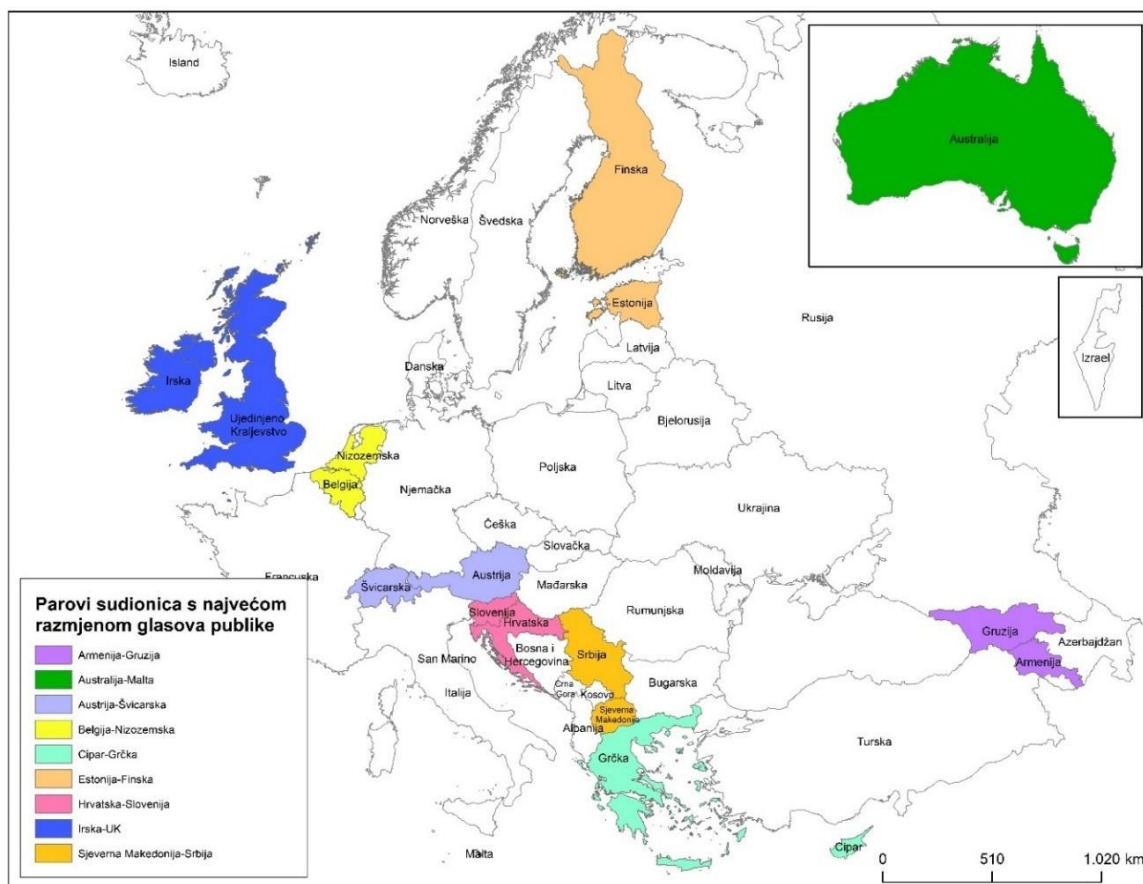 Island
Finska
Norveška
Švedska
Australija
Estonija
Rusija
Izrael
Latvija
Danska
Litva
Irska
Ujedinjeno
Kraljevstvo
Bjelorusija
Nizozemska
Poljska
Belgija
Njemačka
Ukrajina
Češka
Slovačka
Francuska
Švicarska
Austrija
Mađarska
Moldavija
Slovenija
Hrvatska
Rumunjska
Bosna i
Hercegovina
Srbija
San Marino
Gruzija
Azerbajdžan
Armenija
Italija
Crna
Gora
Kosovo
Bugarska
Sjeverna
Makedonija
Albanija
Grčka
Turska
Malta
Cipar
Parovi sudionica s najvećom
razmjenom glasova publike
Armenija-Gruzija
Australija-Malta
Austrija-Švicarska
Belgija-Nizozemska
Cipar-Grčka
Estonija-Finska
Hrvatska-Slovenija
Irska-UK
Sjeverna Makedonija-Srbija
0 510 1.020 km